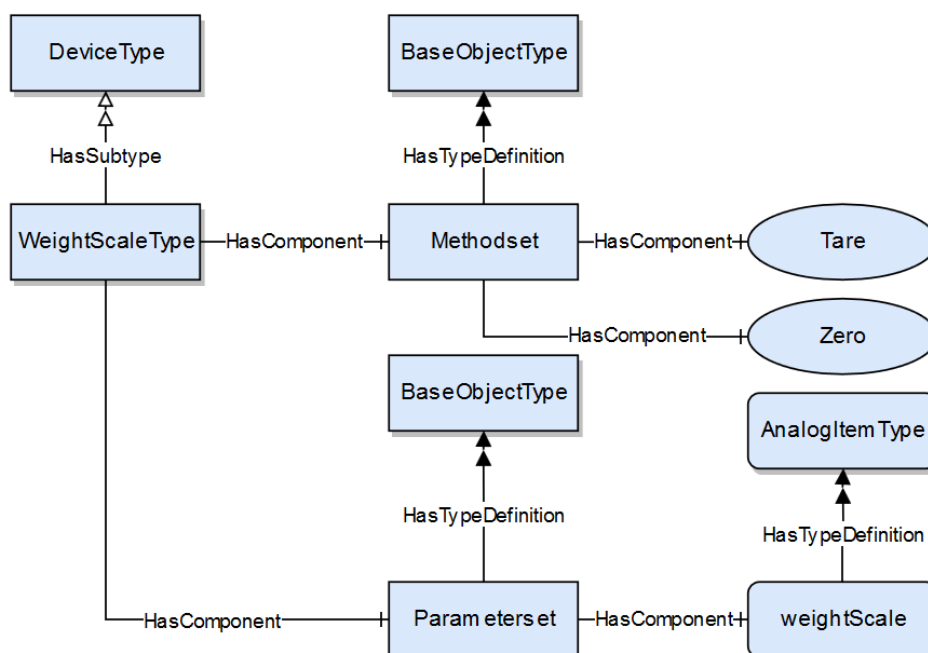 DeviceType
BaseObjectType
HasSubtype
HasTypeDefinition
WeightScaleType
HasComponent
Methodset
HasComponent
Tare
HasComponent
Zero
BaseObjectType
AnalogItemType
HasTypeDefinition
HasTypeDefinition
HasComponent
Parameterset
HasComponent
weightScale